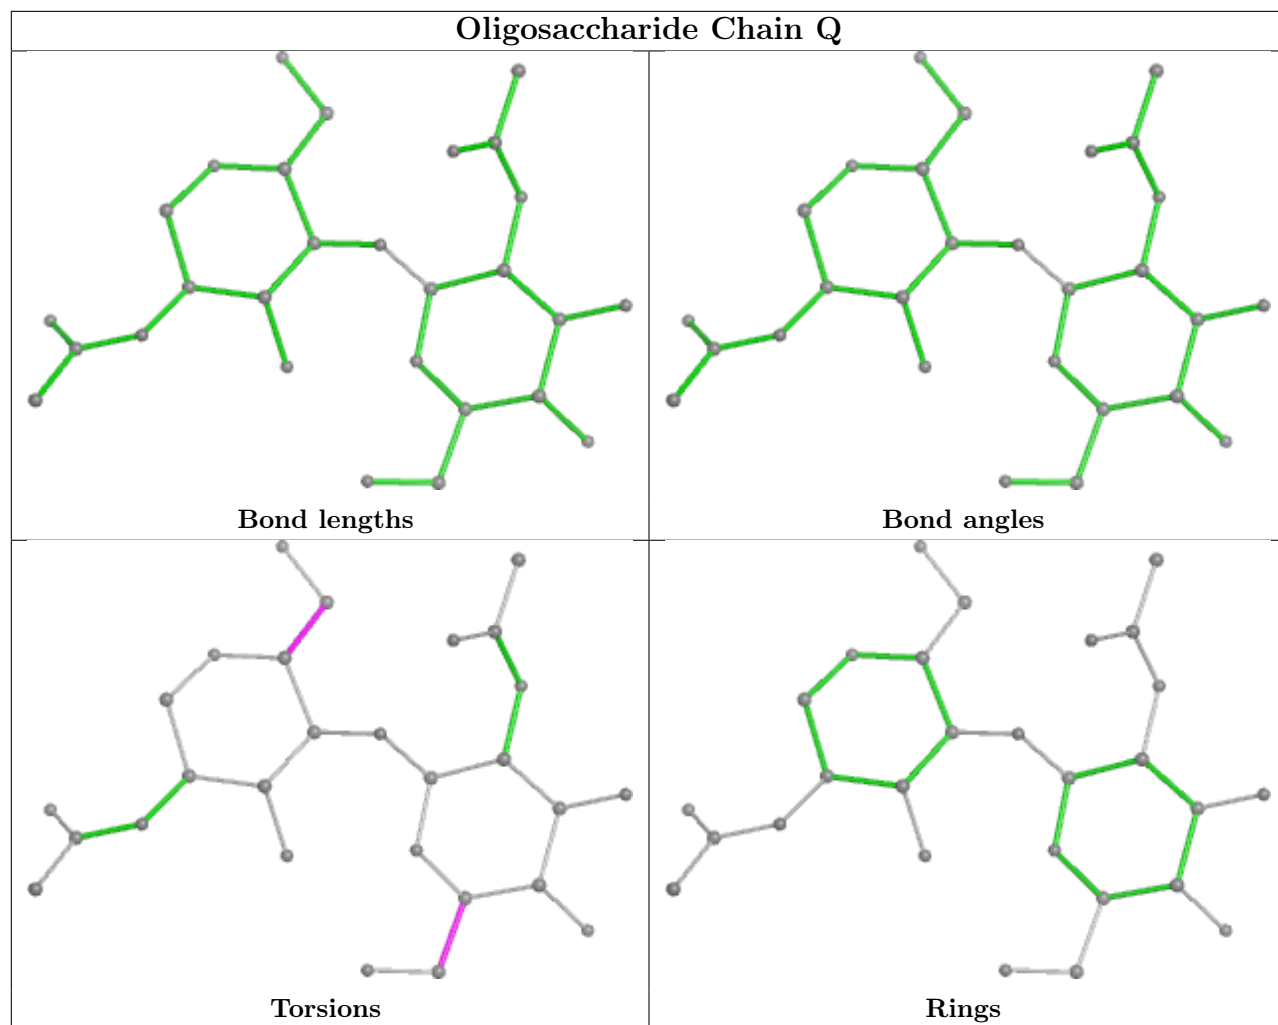 Oligosaccharide Chain Q
Bond lengths
Bond angles
Torsions
Rings